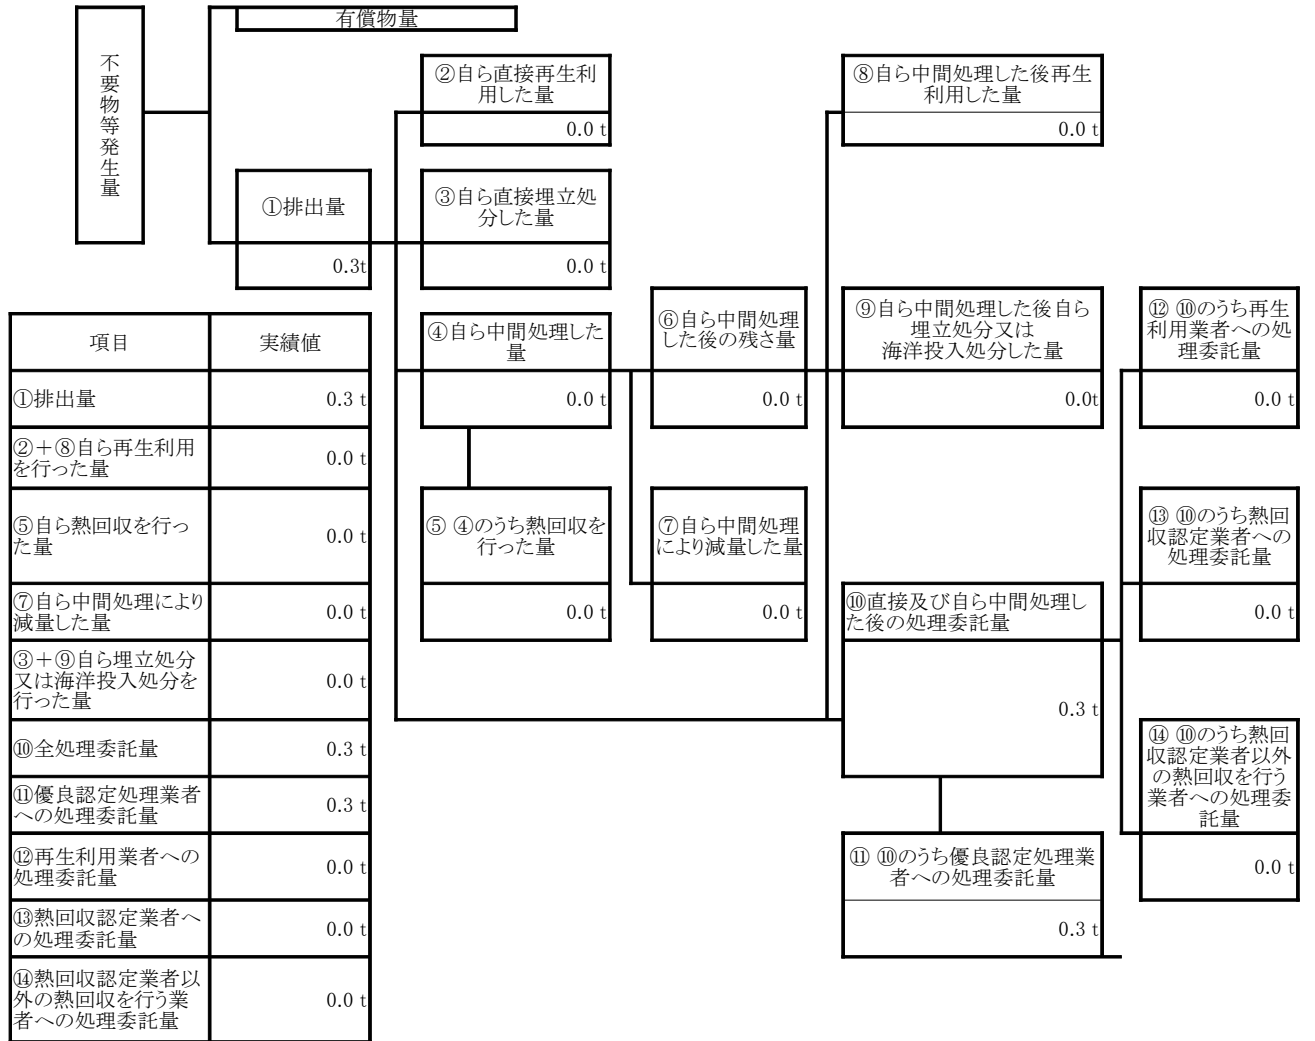 有償物量
不要物等発生量
②自ら直接再生利
用した量
0.0 t
⑧自ら中間処理した後再生
利用した量
0.0 t
①排出量
0.3t
③自ら直接埋立処
分した量
0.0 t
④自ら中間処理した
量
0.0 t
⑥自ら中間処理
した後の残さ量
0.0 t
⑨自ら中間処理した後自ら
埋立処分又は
海洋投入処分した量
0.0t
⑫ ⑩のうち再生
利用業者への処
理委託量
0.0 t
⑤ ④のうち熱回収を
行った量
0.0 t
⑦自ら中間処理
により減量した量
0.0 t
⑬ ⑩のうち熱回
収認定業者への
処理委託量
0.0 t
⑩直接及び自ら中間処理し
た後の処理委託量
0.3 t
⑭ ⑩のうち熱回
収認定業者以外
の熱回収を行う
業者への処理委
託量
0.0 t
⑪ ⑩のうち優良認定処理業
者への処理委託量
0.3 t
項目 実績値
①排出量 0.3 t
②＋⑧自ら再生利用
を行った量
0.0 t
⑤自ら熱回収を行っ
た量
0.0 t
⑦自ら中間処理により
減量した量
0.0 t
③＋⑨自ら埋立処分
又は海洋投入処分を
行った量
0.0 t
⑩全処理委託量 0.3 t
⑪優良認定処理業者
への処理委託量
0.3 t
⑫再生利用業者への
処理委託量
0.0 t
⑬熱回収認定業者へ
の処理委託量
0.0 t
⑭熱回収認定業者以
外の熱回収を行う業
者への処理委託量
0.0 t